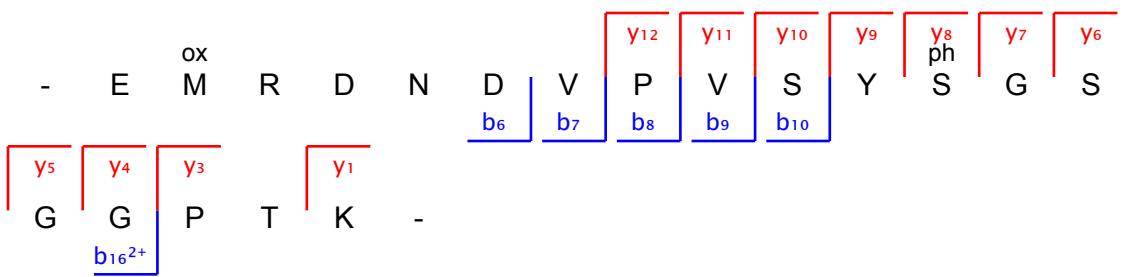 y12 y11 y10 y9 y8 y7 y6
ox ph
- E M R D N D V P V S Y S G S
b6 b7 b8 b9 b10
y5 y4 y3 y1
G G P T K -
b16²⁺